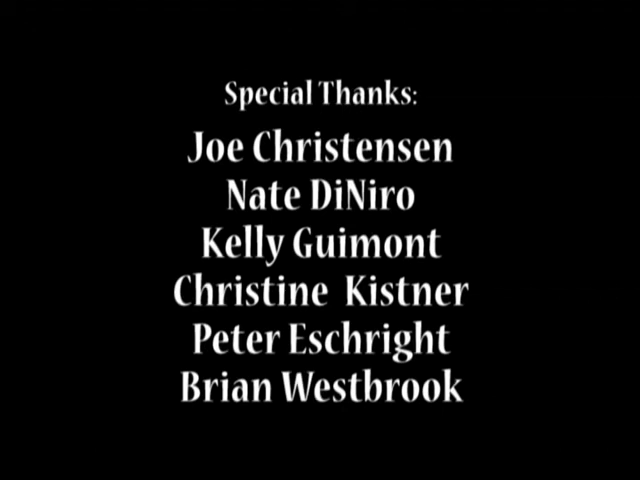 Special Thanks:
Joe Christensen
Nate DiNiro
Kelly Guimont
Christine Kistner
Peter Eschright
Brian Westbrook